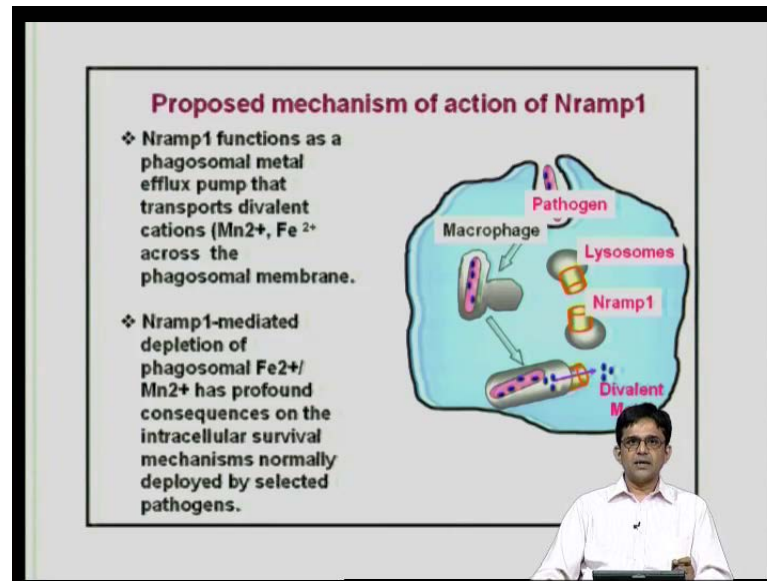 Proposed mechanism of action of Nramp1
❖ Nramp1 functions as a
phagosomal metal
efflux pump that
transports divalent
cations (Mn2+, Fe 2+
across the
phagosomal membrane.
❖ Nramp1-mediated
depletion of
phagosomal Fe2+/
Mn2+ has profound
consequences on the
intracellular survival
mechanisms normally
deployed by selected
pathogens.
Pathogen
Macrophage
Lysosomes
Nramp1
Divalent